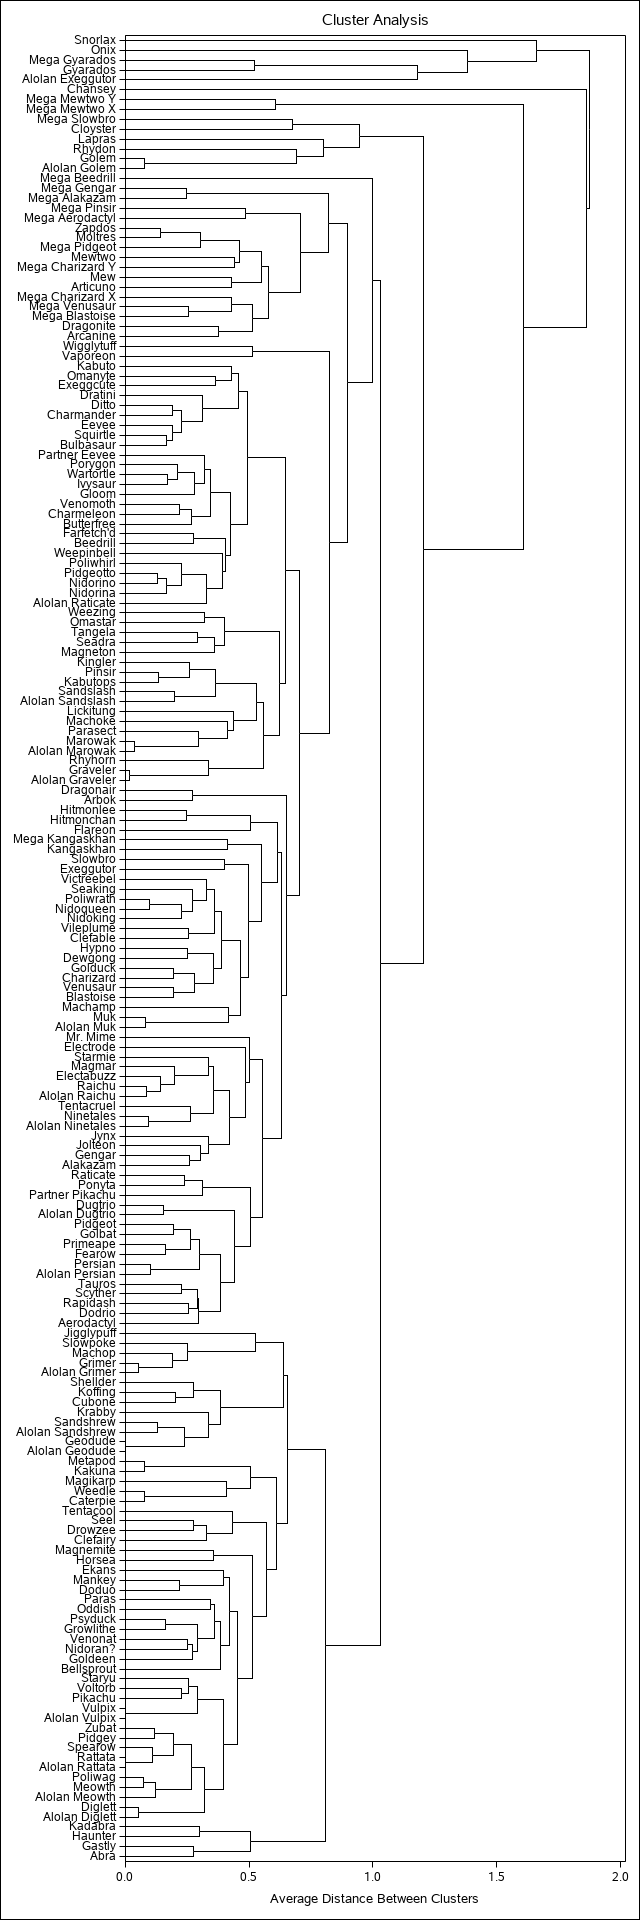 Cluster Analysis
Snorlax
Onix
Mega Gyarados
Gyarados
Alolan Exeggutor
Chansey
Mega Mewtwo Y
Mega Mewtwo X
Mega Slowbro
Cloyster
Lapras
Rhydon
Golem
Alolan Golem
Mega Beedrill
Mega Gengar
Mega Alakazam
Mega Pinsir
Mega Aerodactyl
Zapdos
Moltres
Mega Pidgeot
Mewtwo
Mega Charizard Y
Mew
Articuno
Mega Charizard X
Mega Venusaur
Mega Blastoise
Dragonite
Arcanine
Wigglytuff
Vaporeon
Kabuto
Omanyte
Exeggcute
Dratini
Ditto
Charmander
Eevee
Squirtle
Bulbasaur
Partner Eevee
Porygon
Wartortle
Ivysaur
Gloom
Venomoth
Charmeleon
Butterfree
Farfetch'd
Beedrill
Weepinbell
Poliwhirl
Pidgeotto
Nidorino
Nidorina
Alolan Raticate
Weezing
Omastar
Tangela
Seadra
Magneton
Kingler
Pinsir
Kabutops
Sandslash
Alolan Sandslash
Lickitung
Machoke
Parasect
Marowak
Alolan Marowak
Rhyhorn
Graveler
Alolan Graveler
Dragonair
Arbok
Hitmonlee
Hitmonchan
Flareon
Mega Kangaskhan
Kangaskhan
Slowbro
Exeggutor
Victreebel
Seaking
Poliwrath
Nidoqueen
Nidoking
Vileplume
Clefable
Hypno
Dewgong
Golduck
Charizard
Venusaur
Blastoise
Machamp
Muk
Alolan Muk
Mr. Mime
Electrode
Starmie
Magmar
Electabuzz
Raichu
Alolan Raichu
Tentacruel
Ninetales
Alolan Ninetales
Jynx
Jolteon
Gengar
Alakazam
Raticate
Ponyta
Partner Pikachu
Dugtrio
Alolan Dugtrio
Pidgeot
Golbat
Primeape
Fearow
Persian
Alolan Persian
Tauros
Scyther
Rapidash
Dodrio
Aerodactyl
Jigglypuff
Slowpoke
Machop
Grimer
Alolan Grimer
Shellder
Koffing
Cubone
Krabby
Sandshrew
Alolan Sandshrew
Geodude
Alolan Geodude
Metapod
Kakuna
Magikarp
Weedle
Caterpie
Tentacool
Seel
Drowzee
Clefairy
Magnemite
Horsea
Ekans
Mankey
Doduo
Paras
Oddish
Psyduck
Growlithe
Venonat
Nidoran?
Goldeen
Bellsprout
Staryu
Voltorb
Pikachu
Vulpix
Alolan Vulpix
Zubat
Pidgey
Spearow
Rattata
Alolan Rattata
Poliwag
Meowth
Alolan Meowth
Diglett
Alolan Diglett
Kadabra
Haunter
Gastly
Abra
0.0 0.5 1.0 1.5 2.0
Average Distance Between Clusters